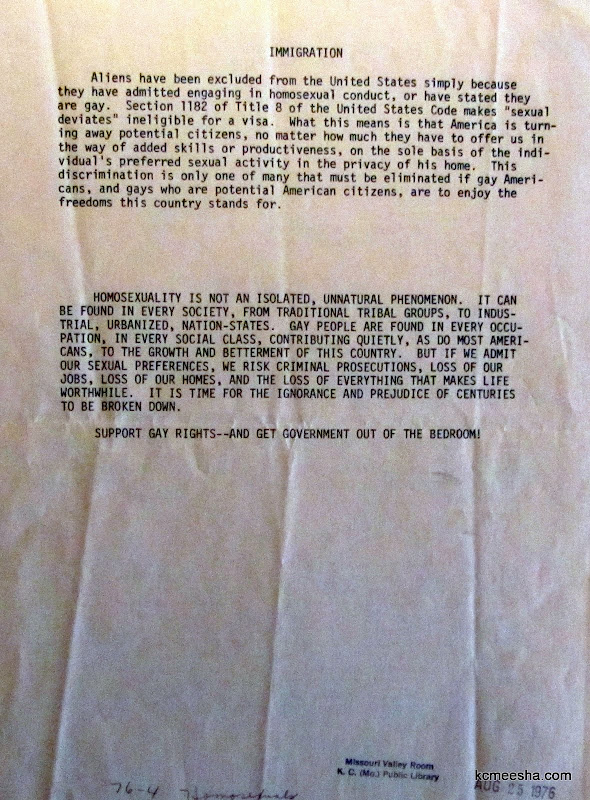 IMMIGRATION
Aliens have been excluded from the United States simply because
they have admitted engaging in homosexual conduct, or have stated they
are gay. Section 1182 of Title 8 of the United States Code makes "sexual
deviates" ineligible for a visa. What this means is that America is turn-
ing away potential citizens, no matter how much they have to offer us in
the way of added skills or productiveness, on the sole basis of the indi-
vidual's preferred sexual activity in the privacy of his home. This
discrimination is only one of many that must be eliminated if gay Ameri-
cans, and gays who are potential American citizens, are to enjoy the
freedoms this country stands for.
HOMOSEXUALITY IS NOT AN ISOLATED, UNNATURAL PHENOMENON. IT CAN
BE FOUND IN EVERY SOCIETY, FROM TRADITIONAL TRIBAL GROUPS, TO INDUS-
TRIAL, URBANIZED, NATION-STATES. GAY PEOPLE ARE FOUND IN EVERY OCCU-
PATION, IN EVERY SOCIAL CLASS, CONTRIBUTING QUIETLY, AS DO MOST AMERI-
CANS, TO THE GROWTH AND BETTERMENT OF THIS COUNTRY. BUT IF WE ADMIT
OUR SEXUAL PREFERENCES, WE RISK CRIMINAL PROSECUTIONS, LOSS OF OUR
JOBS, LOSS OF OUR HOMES, AND THE LOSS OF EVERYTHING THAT MAKES LIFE
WORTHWHILE. IT IS TIME FOR THE IGNORANCE AND PREJUDICE OF CENTURIES
TO BE BROKEN DOWN.
SUPPORT GAY RIGHTS--AND GET GOVERNMENT OUT OF THE BEDROOM!
Missouri Valley Room
K. C. (Mo.) Public Library
AUG 25 1976
76-4 Homosexuals
kcmeesha.com